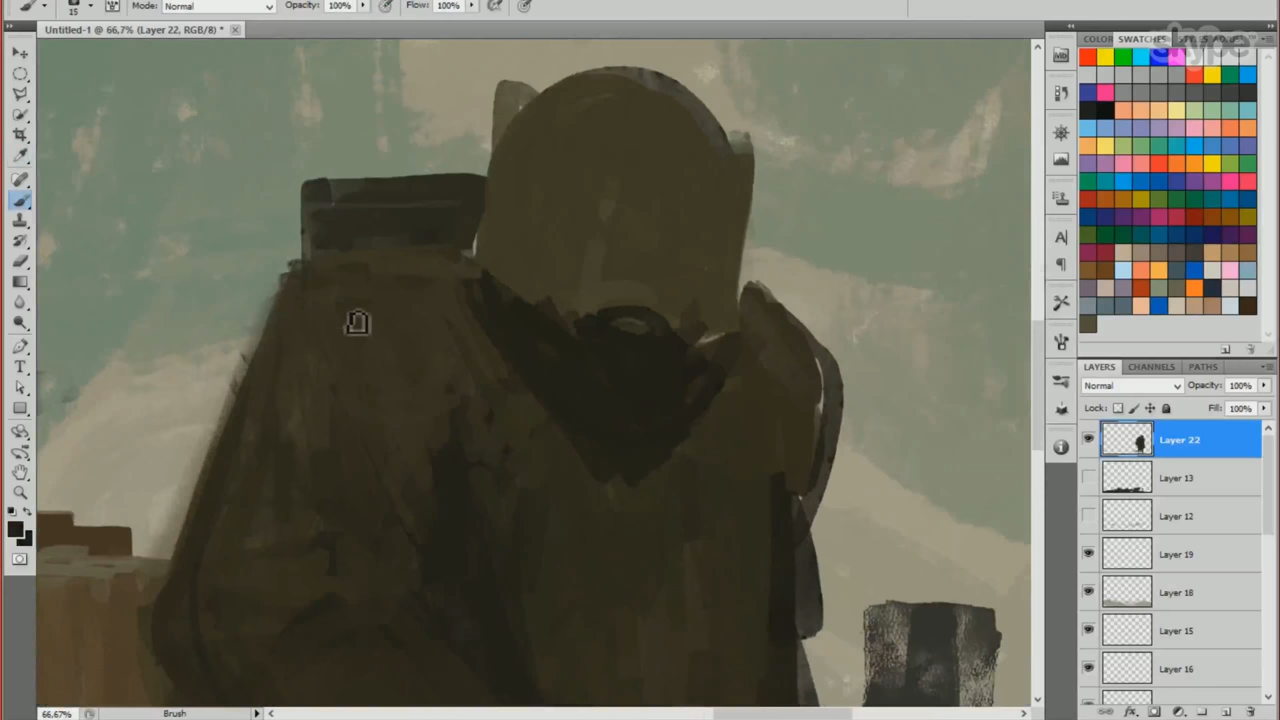 15
Mode: Normal
Opacity: 100%
Flow: 100%
Untitled-1 @ 66,7% (Layer 22, RGB/8) *
COLOR SWATCHES
skype
LAYERS CHANNELS PATHS
Normal
Opacity: 100%
Lock:
Fill: 100%
Layer 22
Layer 13
Layer 12
Layer 19
Layer 18
Layer 15
Layer 16
66,67%
Brush